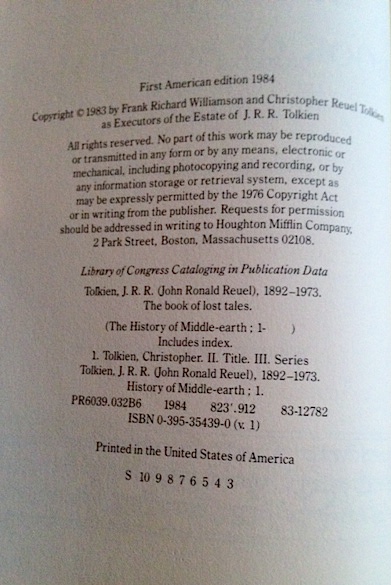 First American edition 1984
Copyright © 1983 by Frank Richard Williamson and Christopher Reuel Tolkien
as Executors of the Estate of J. R. R. Tolkien
All rights reserved. No part of this work may be reproduced
or transmitted in any form or by any means, electronic or
mechanical, including photocopying and recording, or by
any information storage or retrieval system, except as
may be expressly permitted by the 1976 Copyright Act
or in writing from the publisher. Requests for permission
should be addressed in writing to Houghton Mifflin Company,
2 Park Street, Boston, Massachusetts 02108.
Library of Congress Cataloging in Publication Data
Tolkien, J. R. R. (John Ronald Reuel), 1892–1973.
The book of lost tales.
(The History of Middle-earth ; 1- )
Includes index.
1. Tolkien, Christopher. II. Title. III. Series
Tolkien, J. R. R. (John Ronald Reuel), 1892–1973.
History of Middle-earth ; 1.
PR6039.032B6 1984 823'.912 83-12782
ISBN 0-395-35439-0 (v. 1)
Printed in the United States of America
S 10 9 8 7 6 5 4 3